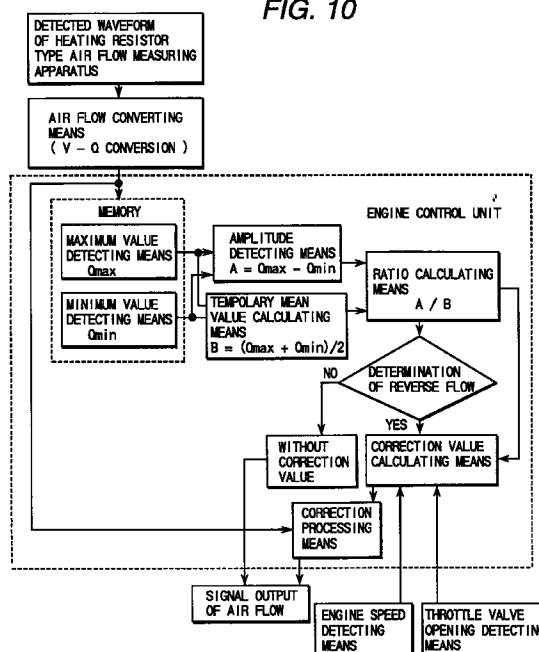 FIG. 10
DETECTED WAVEFORM
OF HEATING RESISTOR
TYPE AIR FLOW MEASURING
APPARATUS
AIR FLOW CONVERTING
MEANS
( V – Q CONVERSION )
MEMORY
ENGINE CONTROL UNIT
MAXIMUM VALUE
DETECTING MEANS
Qmax
AMPLITUDE
DETECTING MEANS
A = Qmax – Qmin
RATIO CALCULATING
MEANS
A / B
MINIMUM VALUE
DETECTING MEANS
Qmin
TEMPOLARY MEAN
VALUE CALCULATING
MEANS
B = (Qmax + Qmin)/2
NO
DETERMINATION
OF REVERSE FLOW
YES
WITHOUT
CORRECTION
VALUE
CORRECTION VALUE
CALCULATING MEANS
CORRECTION
PROCESSING
MEANS
SIGNAL OUTPUT
OF AIR FLOW
ENGINE SPEED
DETECTING
MEANS
THROTTLE VALVE
OPENING DETECTING
MEANS